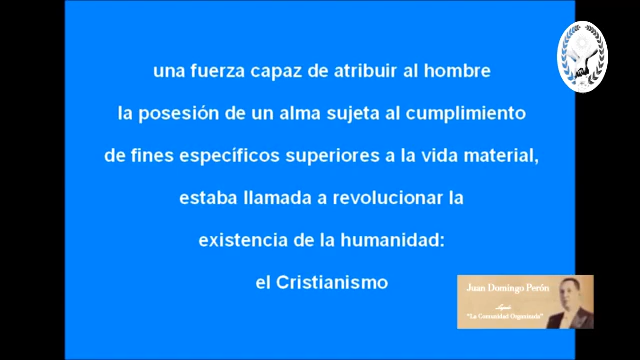 una fuerza capaz de atribuir al hombre
la posesión de un alma sujeta al cumplimiento
de fines específicos superiores a la vida material,
estaba llamada a revolucionar la
existencia de la humanidad:
el Cristianismo
Juan Domingo Perón
"La Comunidad Organizada"